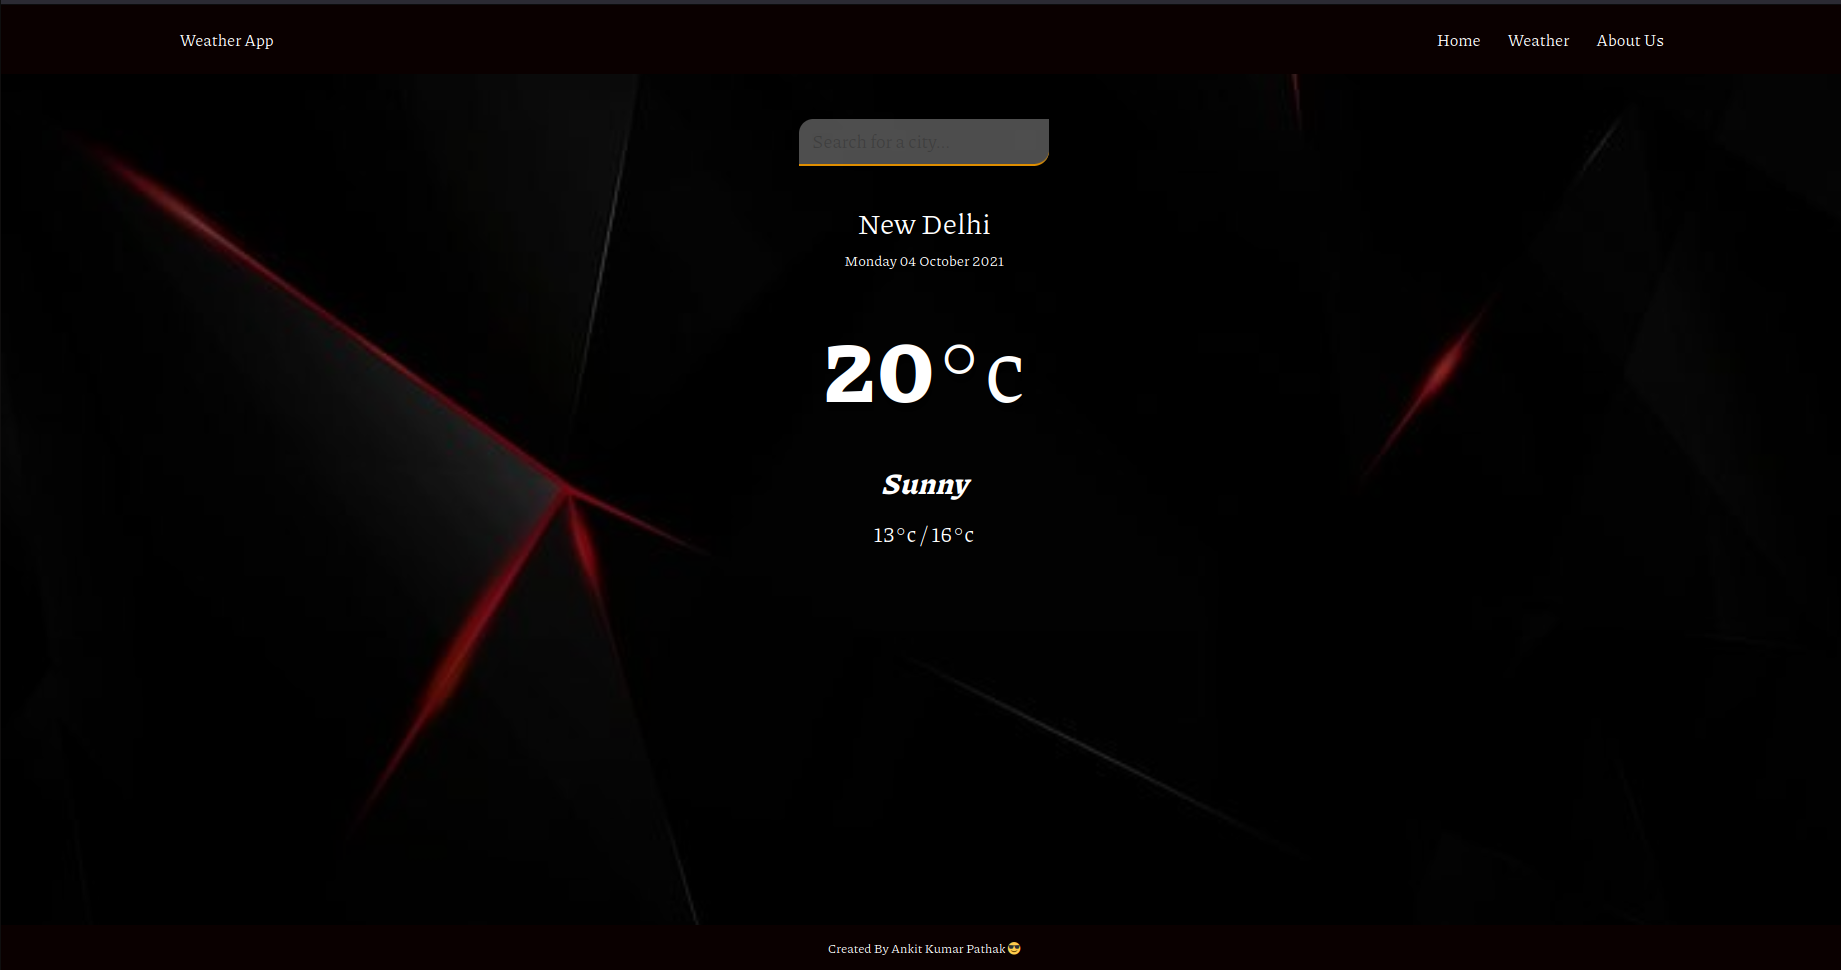 Weather App
Home Weather About Us
Search for a city...
New Delhi
Monday 04 October 2021
20°c
Sunny
13°c / 16°c
Created By Ankit Kumar Pathak😎